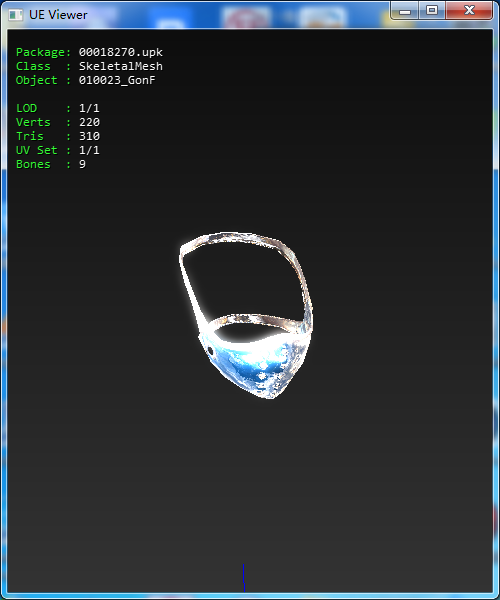 UE Viewer
Package: 00018270.upk
Class : SkeletalMesh
Object : 010023_GonF
LOD : 1/1
Verts : 220
Tris : 310
UV Set : 1/1
Bones : 9